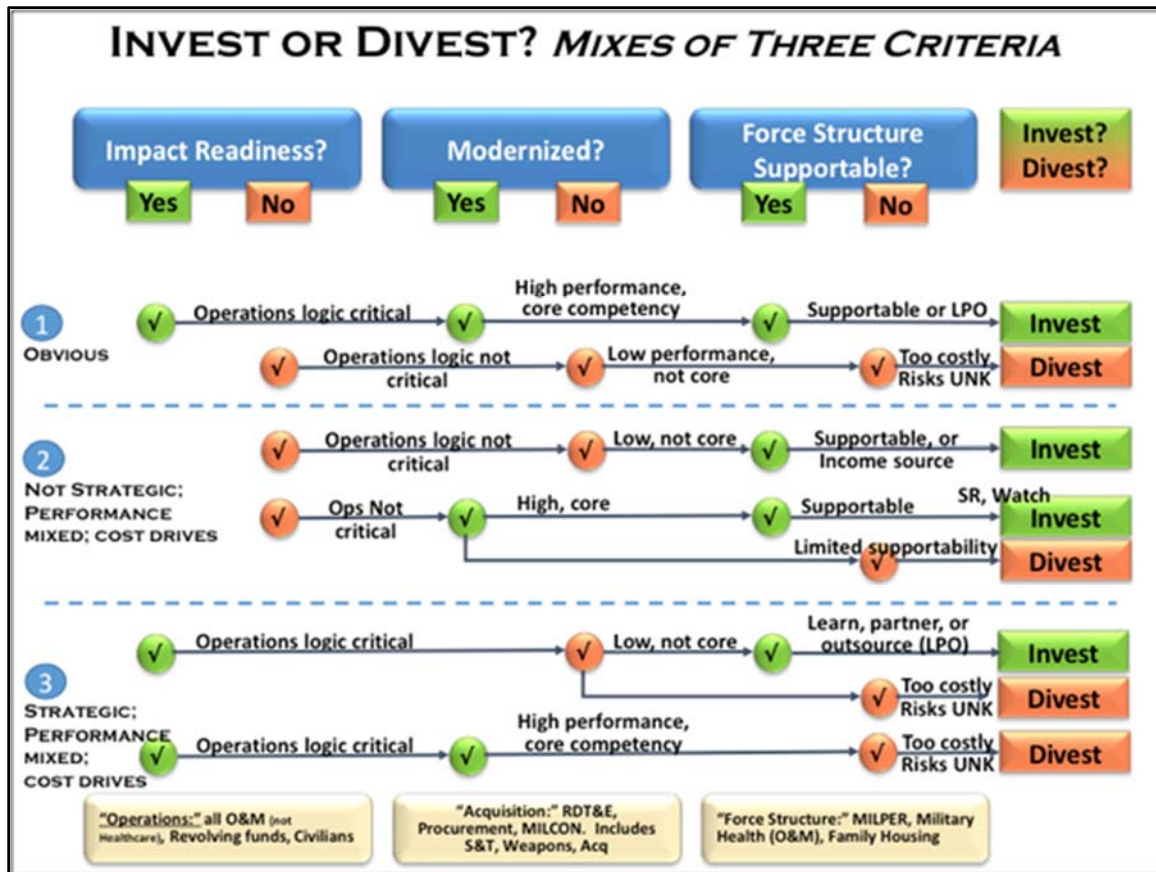 INVEST OR DIVEST? MIXES OF THREE CRITERIA
Impact Readiness?
Yes
No
Modernized?
Yes
No
Force Structure
Supportable?
Yes
No
Invest?
Divest?
1
OBVIOUS
√
Operations logic critical
√
High performance,
core competency
√
Supportable or LPO
Invest
√
Operations logic not
critical
√
Low performance,
not core
√
Too costly
Risks UNK
Divest
2
NOT STRATEGIC;
PERFORMANCE
MIXED; COST DRIVES
√
Operations logic not
critical
√
Low, not core
√
Supportable, or
Income source
Invest
√
Ops Not
critical
√
High, core
√
Supportable
SR, Watch
Invest
Limited supportability
√
Divest
3
STRATEGIC;
PERFORMANCE
MIXED;
COST DRIVES
√
Operations logic critical
√
Low, not core
√
Learn, partner, or
outsource (LPO)
Invest
√
Too costly
Risks UNK
Divest
√
Operations logic critical
√
High performance,
core competency
√
Too costly
Risks UNK
Divest
"Operations:" all O&M (not
Healthcare), Revolving funds, Civilians
"Acquisition:" RDT&E,
Procurement, MILCON. Includes
S&T, Weapons, Acq
"Force Structure:" MILPER, Military
Health (O&M), Family Housing